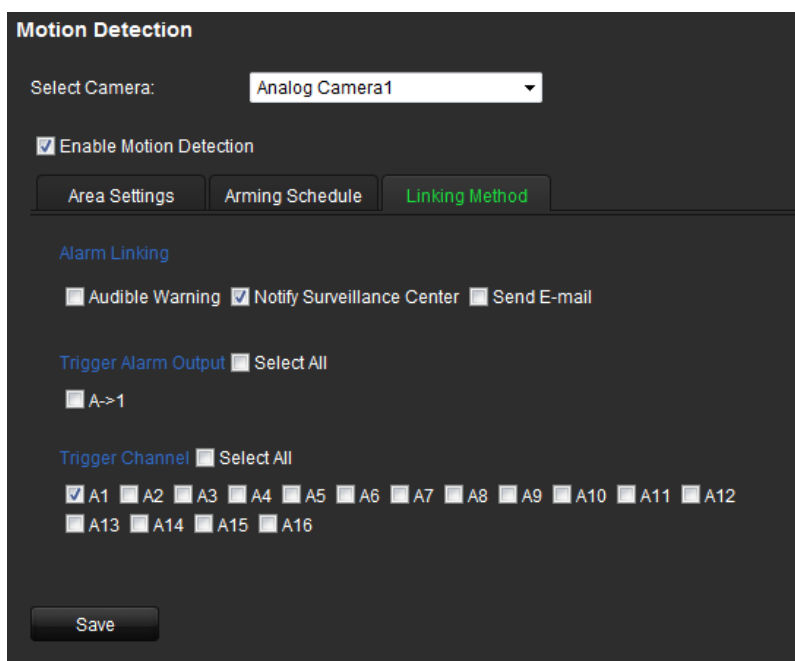 Motion Detection
Select Camera: Analog Camera1
Enable Motion Detection
Area Settings Arming Schedule Linking Method
Alarm Linking
Audible Warning Notify Surveillance Center Send E-mail
Trigger Alarm Output Select All
A->1
Trigger Channel Select All
A1 A2 A3 A4 A5 A6 A7 A8 A9 A10 A11 A12
A13 A14 A15 A16
Save